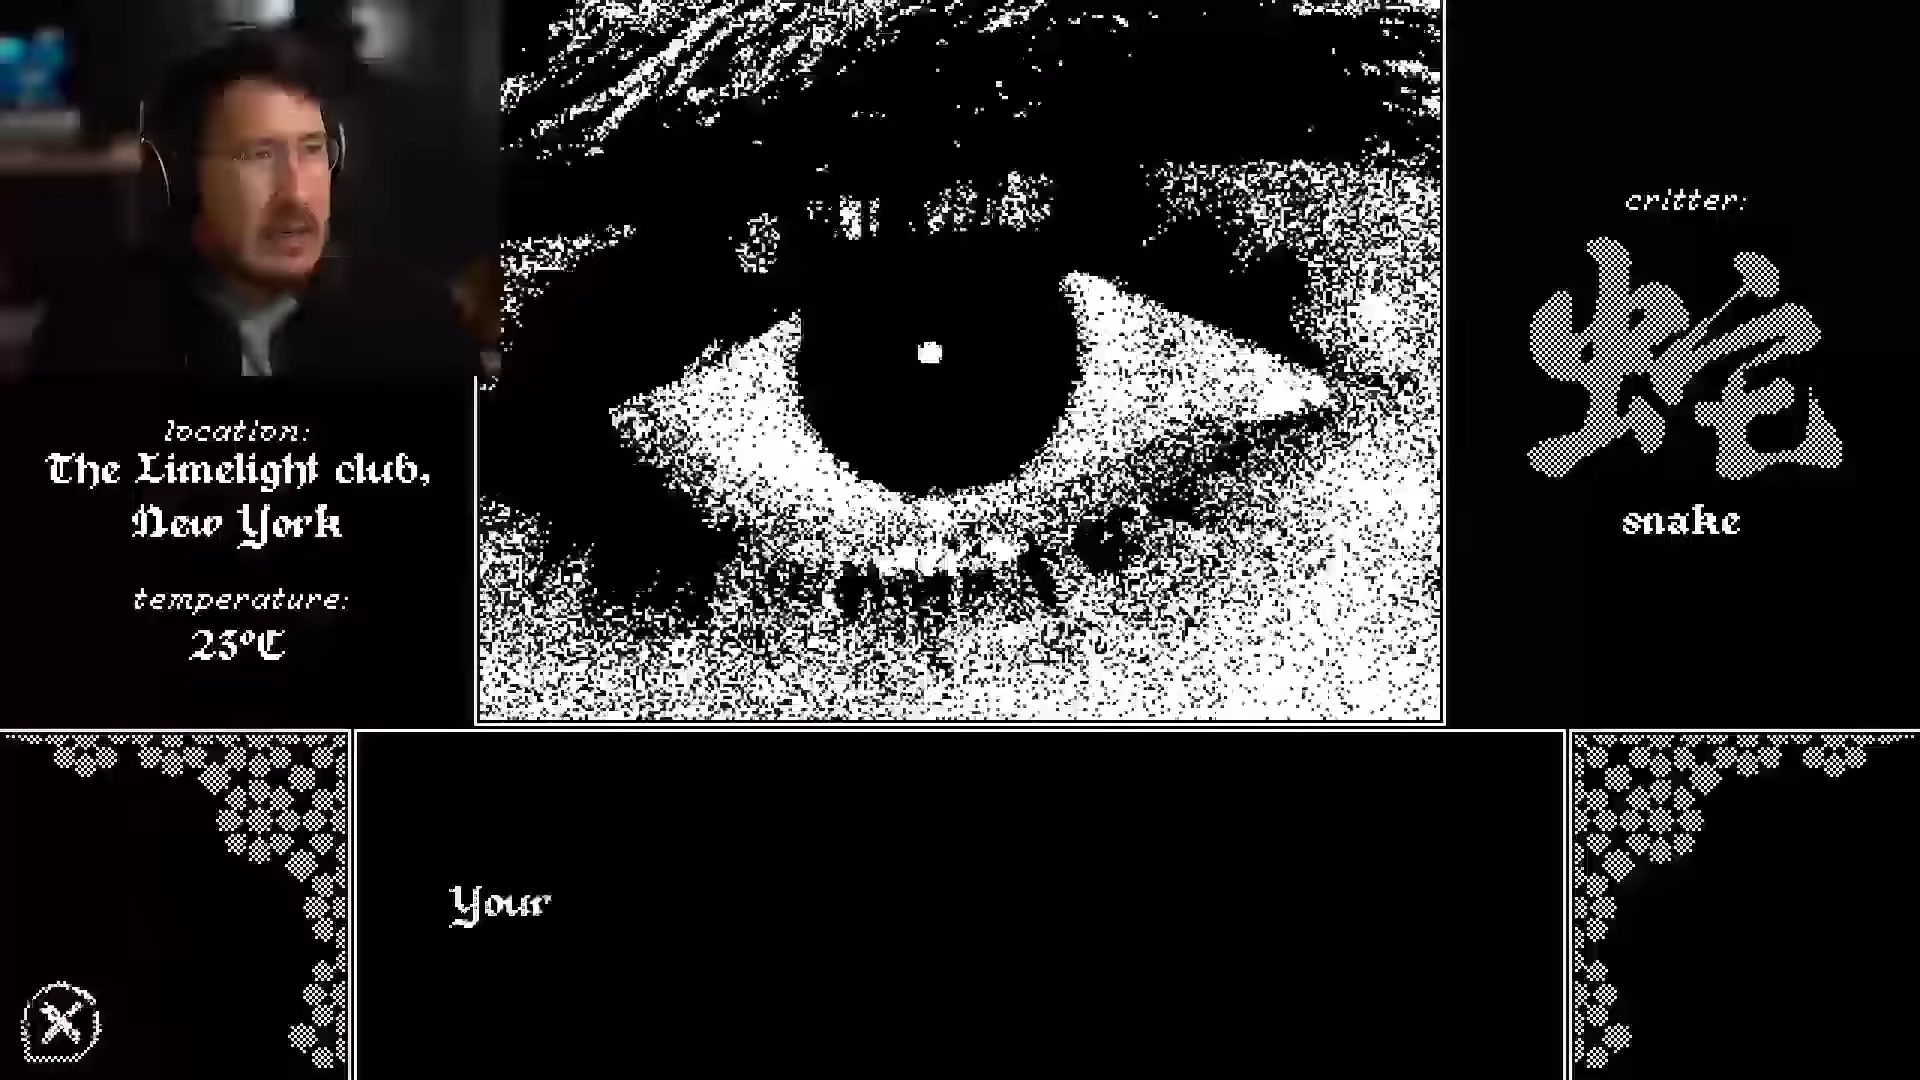 location:
The Limelight club,
New York
temperature:
23°C
critter:
蛇
snake
Your